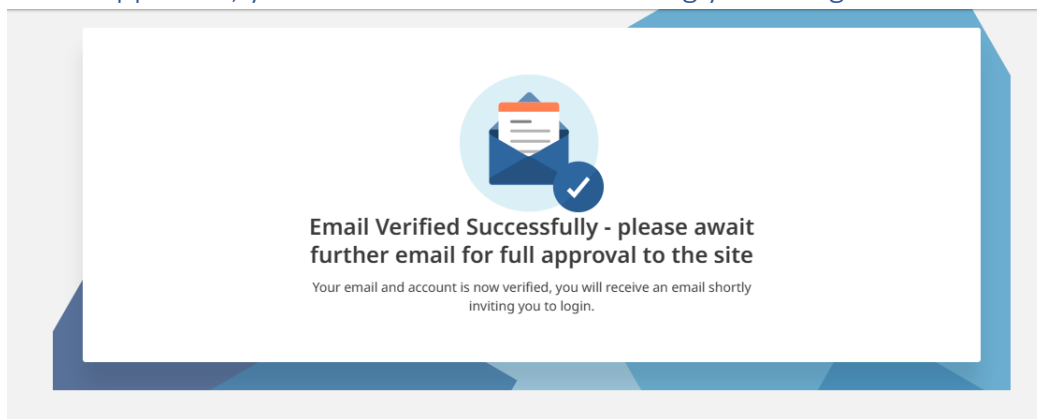 Email Verified Successfully - please await
further email for full approval to the site
Your email and account is now verified, you will receive an email shortly
inviting you to login.